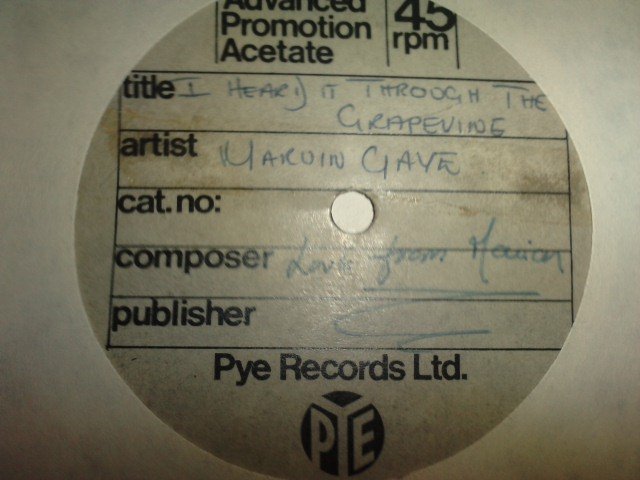 Advanced 45
Promotion rpm
Acetate
title I HEARD IT THROUGH THE
GRAPEVINE
artist MARVIN GAYE
cat.no:
composer Love from
publisher
Pye Records Ltd.
PYE